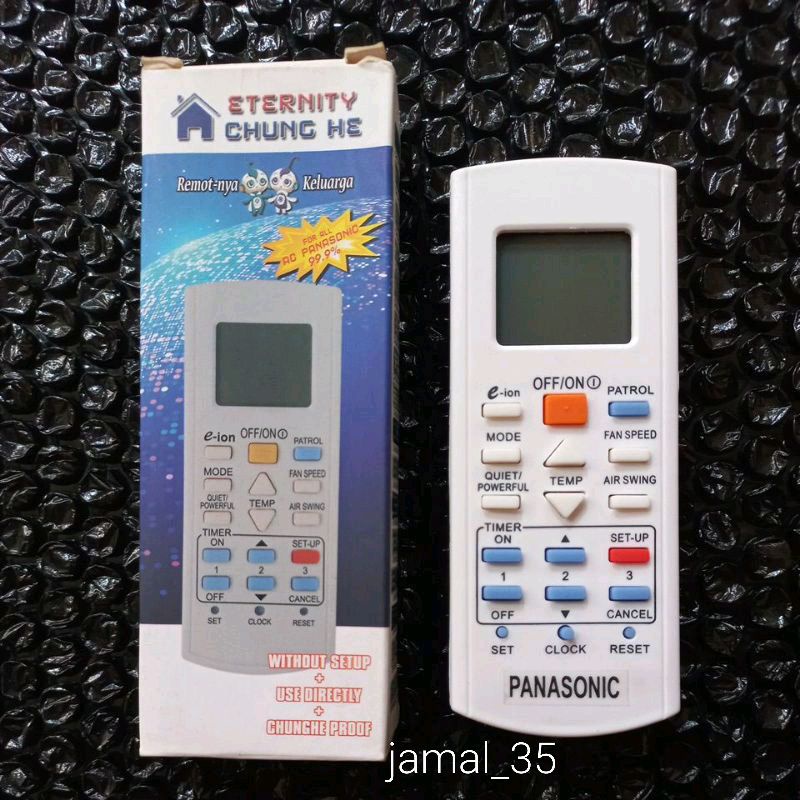 ETERNITY
CHUNG HE
Remot-nya Keluarga
FOR ALL
AC PANASONIC
99,9%
e-ion OFF/ON PATROL
MODE FAN SPEED
QUIET/
POWERFUL TEMP AIR SWING
TIMER
ON ▲ SET-UP
1 2 3
OFF ▼ CANCEL
SET CLOCK RESET
WITHOUT SETUP
+
USE DIRECTLY
+
CHUNGHE PROOF
e-ion OFF/ON PATROL
MODE FAN SPEED
QUIET/
POWERFUL TEMP AIR SWING
TIMER
ON ▲ SET-UP
1 2 3
OFF ▼ CANCEL
SET CLOCK RESET
PANASONIC
jamal_35